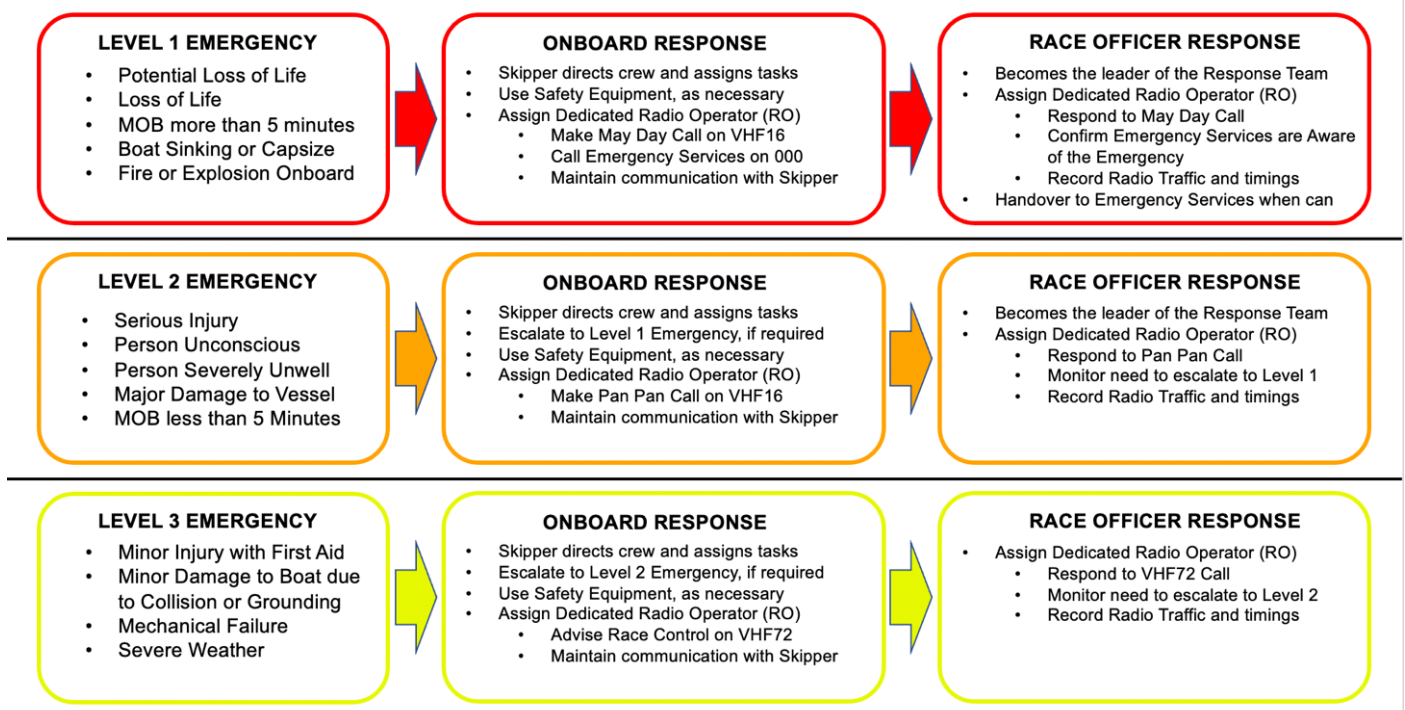 LEVEL 1 EMERGENCY
• Potential Loss of Life
• Loss of Life
• MOB more than 5 minutes
• Boat Sinking or Capsize
• Fire or Explosion Onboard
ONBOARD RESPONSE
• Skipper directs crew and assigns tasks
• Use Safety Equipment, as necessary
• Assign Dedicated Radio Operator (RO)
• Make May Day Call on VHF16
• Call Emergency Services on 000
• Maintain communication with Skipper
RACE OFFICER RESPONSE
• Becomes the leader of the Response Team
• Assign Dedicated Radio Operator (RO)
• Respond to May Day Call
• Confirm Emergency Services are Aware
of the Emergency
• Record Radio Traffic and timings
• Handover to Emergency Services when can
LEVEL 2 EMERGENCY
• Serious Injury
• Person Unconscious
• Person Severely Unwell
• Major Damage to Vessel
• MOB less than 5 Minutes
ONBOARD RESPONSE
• Skipper directs crew and assigns tasks
• Escalate to Level 1 Emergency, if required
• Use Safety Equipment, as necessary
• Assign Dedicated Radio Operator (RO)
• Make Pan Pan Call on VHF16
• Maintain communication with Skipper
RACE OFFICER RESPONSE
• Becomes the leader of the Response Team
• Assign Dedicated Radio Operator (RO)
• Respond to Pan Pan Call
• Monitor need to escalate to Level 1
• Record Radio Traffic and timings
LEVEL 3 EMERGENCY
• Minor Injury with First Aid
• Minor Damage to Boat due
to Collision or Grounding
• Mechanical Failure
• Severe Weather
ONBOARD RESPONSE
• Skipper directs crew and assigns tasks
• Escalate to Level 2 Emergency, if required
• Use Safety Equipment, as necessary
• Assign Dedicated Radio Operator (RO)
• Advise Race Control on VHF72
• Maintain communication with Skipper
RACE OFFICER RESPONSE
• Assign Dedicated Radio Operator (RO)
• Respond to VHF72 Call
• Monitor need to escalate to Level 2
• Record Radio Traffic and timings